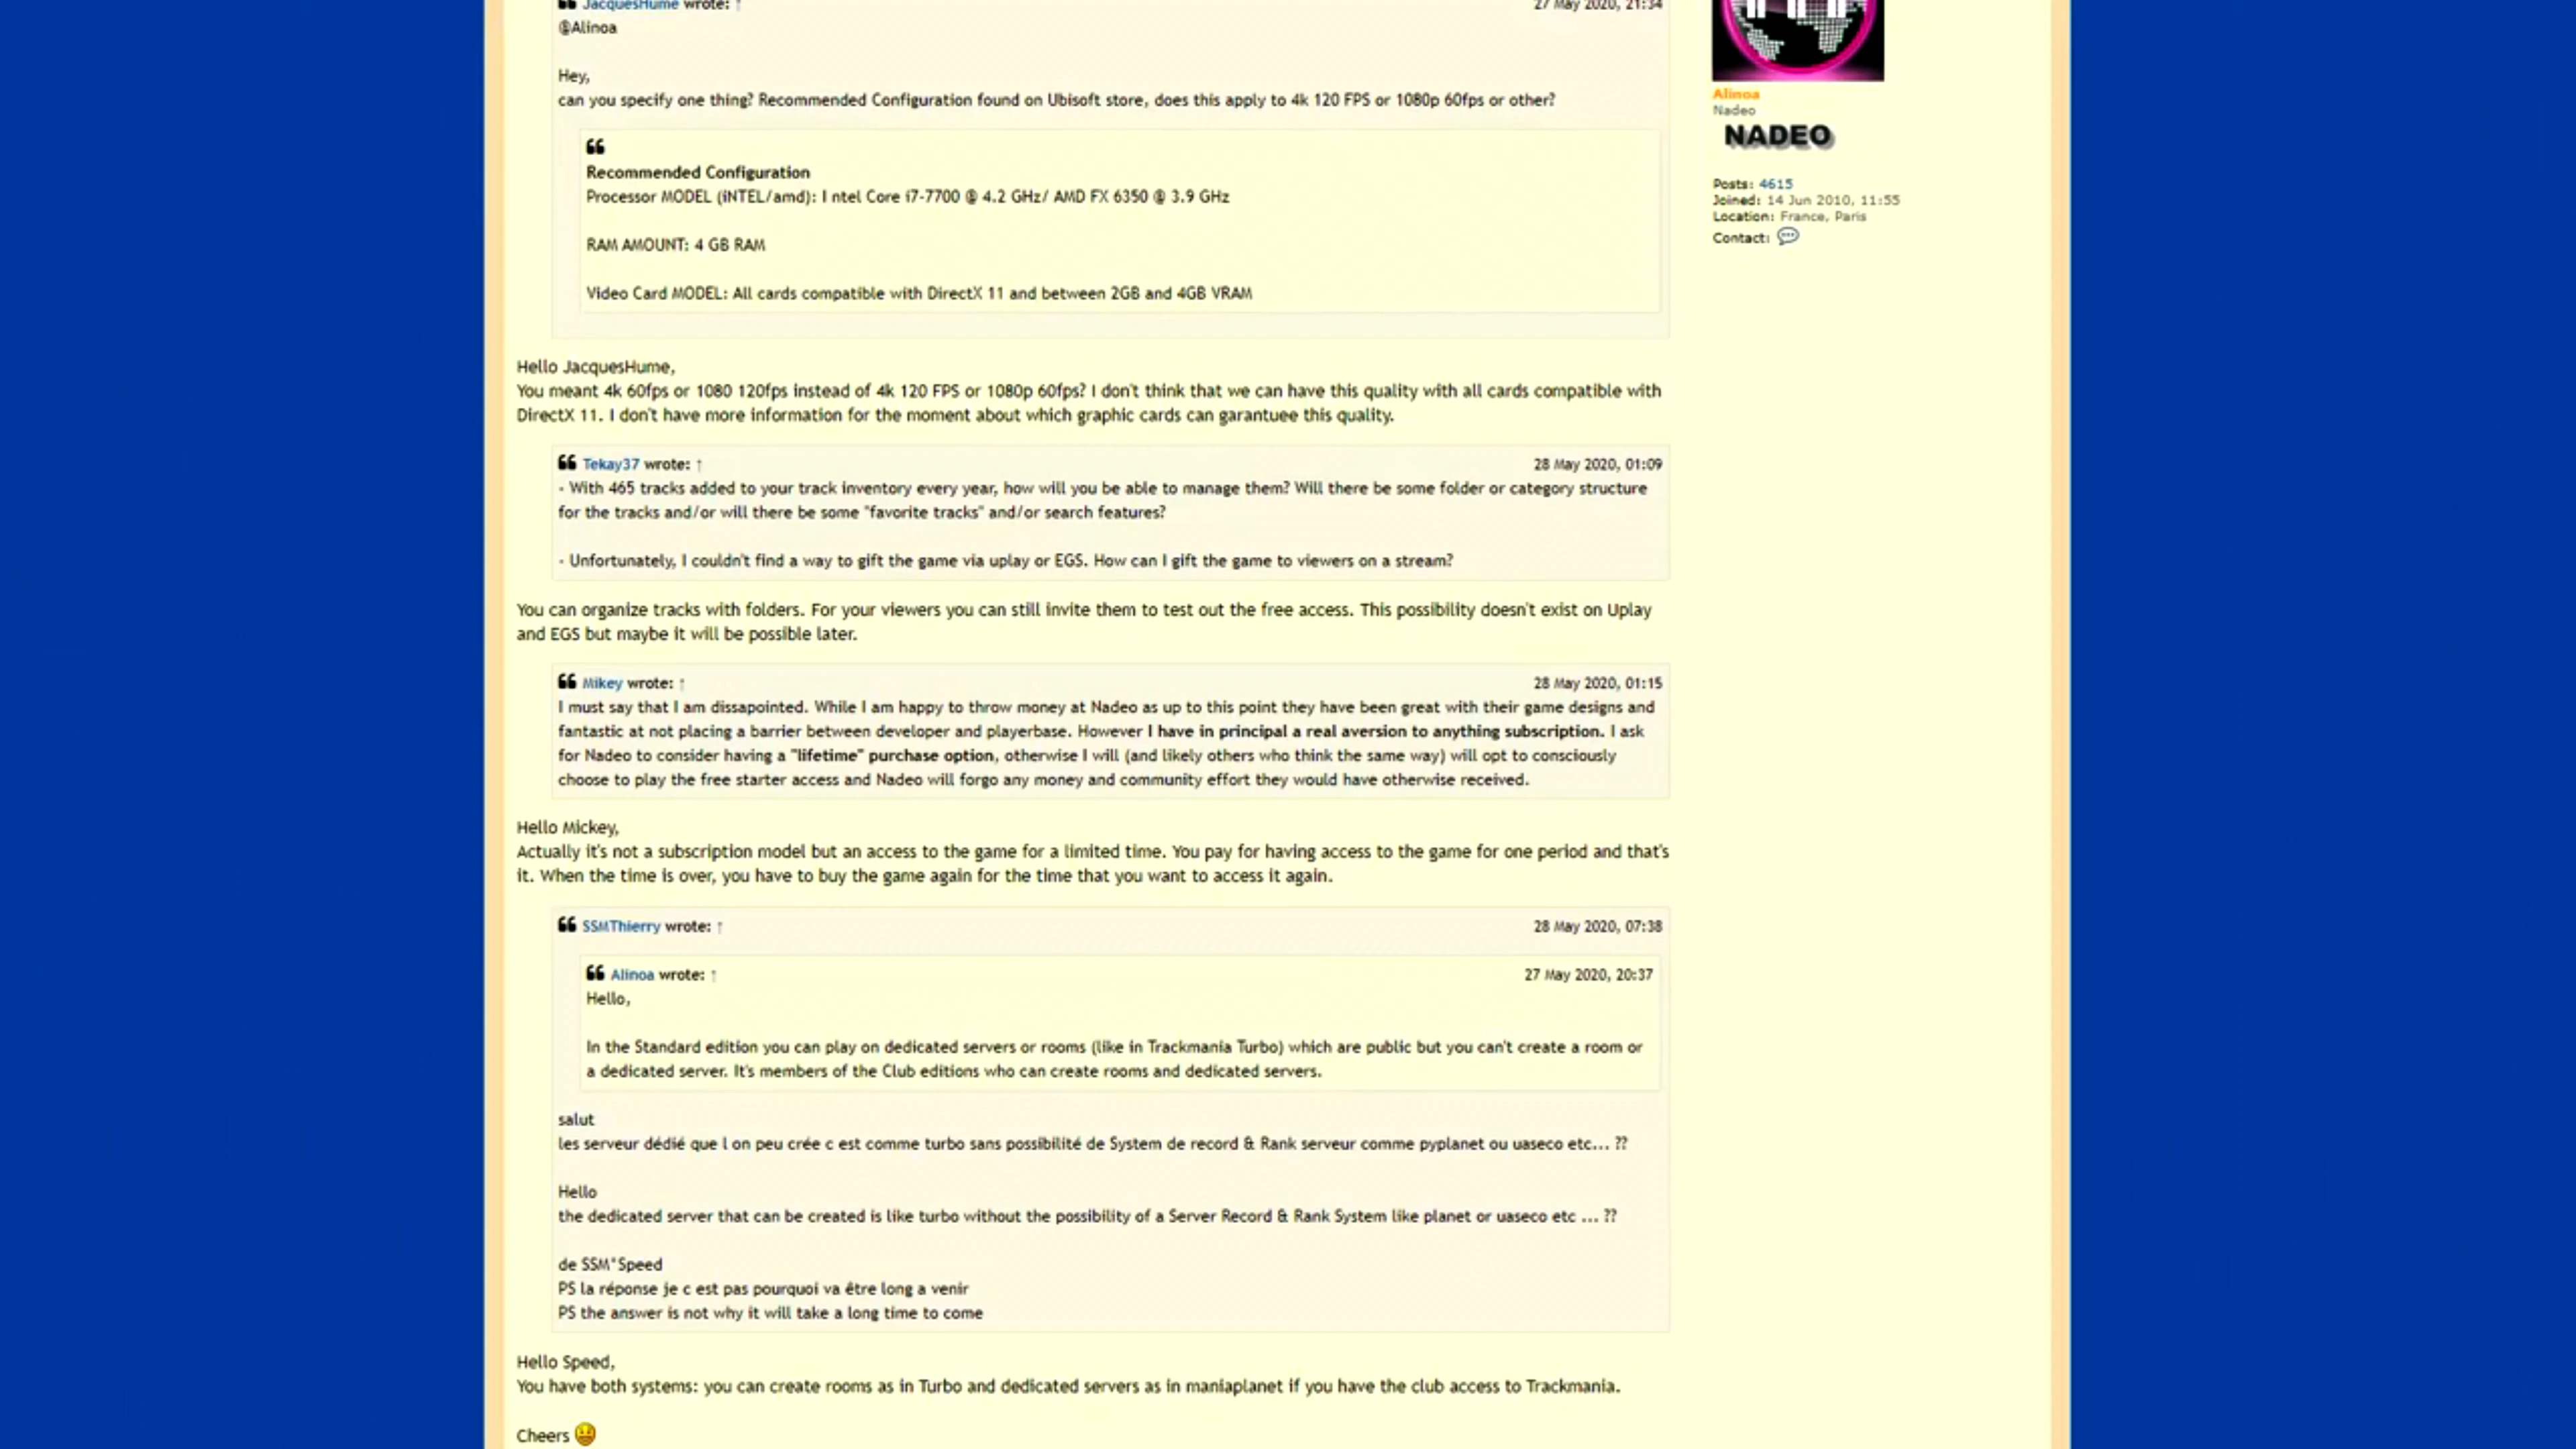 JacquesHume wrote: ↑ 27 May 2020, 21:34
@Alinoa
Hey,
can you specify one thing? Recommended Configuration found on Ubisoft store, does this apply to 4k 120 FPS or 1080p 60fps or other?
Recommended Configuration
Processor MODEL (iNTEL/amd): I ntel Core i7-7700 @ 4.2 GHz/ AMD FX 6350 @ 3.9 GHz
RAM AMOUNT: 4 GB RAM
Video Card MODEL: All cards compatible with DirectX 11 and between 2GB and 4GB VRAM
Hello JacquesHume,
You meant 4k 60fps or 1080 120fps instead of 4k 120 FPS or 1080p 60fps? I don't think that we can have this quality with all cards compatible with
DirectX 11. I don't have more information for the moment about which graphic cards can garantuee this quality.
Tekay37 wrote: ↑ 28 May 2020, 01:09
- With 465 tracks added to your track inventory every year, how will you be able to manage them? Will there be some folder or category structure
for the tracks and/or will there be some "favorite tracks" and/or search features?
- Unfortunately, I couldn't find a way to gift the game via uplay or EGS. How can I gift the game to viewers on a stream?
You can organize tracks with folders. For your viewers you can still invite them to test out the free access. This possibility doesn't exist on Uplay
and EGS but maybe it will be possible later.
Mikey wrote: ↑ 28 May 2020, 01:15
I must say that I am dissapointed. While I am happy to throw money at Nadeo as up to this point they have been great with their game designs and
fantastic at not placing a barrier between developer and playerbase. However I have in principal a real aversion to anything subscription. I ask
for Nadeo to consider having a "lifetime" purchase option, otherwise I will (and likely others who think the same way) will opt to consciously
choose to play the free starter access and Nadeo will forgo any money and community effort they would have otherwise received.
Hello Mickey,
Actually it's not a subscription model but an access to the game for a limited time. You pay for having access to the game for one period and that's
it. When the time is over, you have to buy the game again for the time that you want to access it again.
SSMThierry wrote: ↑ 28 May 2020, 07:38
Alinoa wrote: ↑ 27 May 2020, 20:37
Hello,
In the Standard edition you can play on dedicated servers or rooms (like in Trackmania Turbo) which are public but you can't create a room or
a dedicated server. It's members of the Club editions who can create rooms and dedicated servers.
salut
les serveur dédié que l on peu crée c est comme turbo sans possibilité de System de record & Rank serveur comme pyplanet ou uaseco etc... ??
Hello
the dedicated server that can be created is like turbo without the possibility of a Server Record & Rank System like planet or uaseco etc ... ??
de SSM*Speed
PS la réponse je c est pas pourquoi va être long a venir
PS the answer is not why it will take a long time to come
Hello Speed,
You have both systems: you can create rooms as in Turbo and dedicated servers as in maniaplanet if you have the club access to Trackmania.
Cheers
Alinoa
Nadeo
NADEO
Posts: 4615
Joined: 14 Jun 2010, 11:55
Location: France, Paris
Contact: